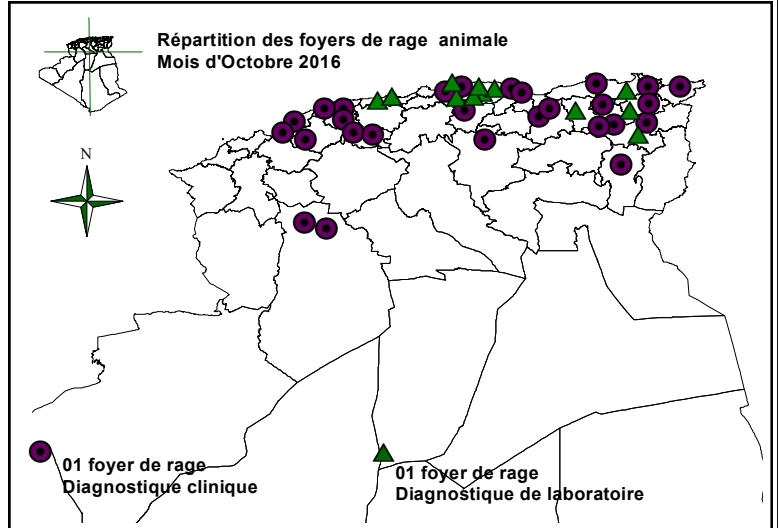 Répartition des foyers de rage animale
Mois d'Octobre 2016
N
01 foyer de rage
Diagnostique clinique
01 foyer de rage
Diagnostique de laboratoire